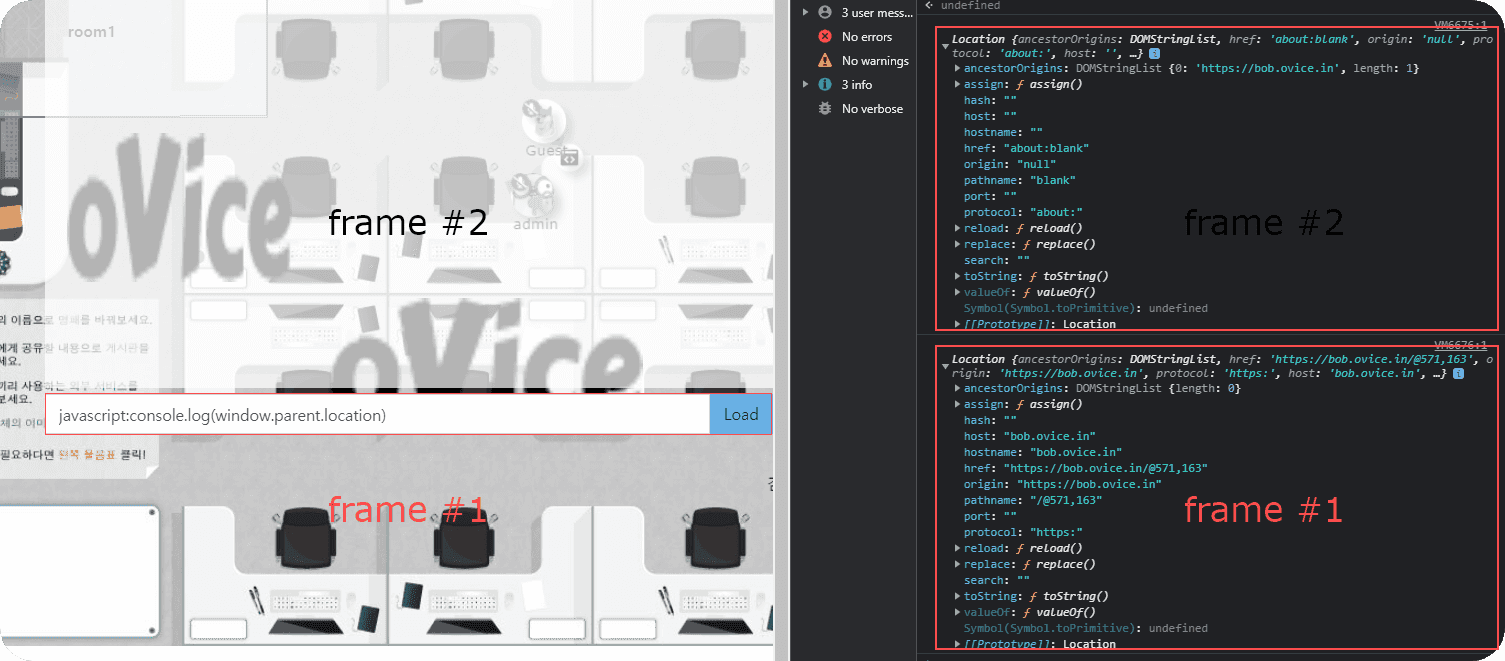 room1
oVice
Guest
admin
frame #2
oVice
의 이름으로 명패를 바꿔보세요.
에게 공유할 내용으로 게시판을
세요.
끼리 사용하는 외부 서비스를
보세요.
필요하다면 왼쪽 물음표 클릭!
javascript:console.log(window.parent.location)
Load
frame #1
3 user mess...
No errors
No warnings
3 info
No verbose
undefined
VM6675:1
Location {ancestorOrigins: DOMStringList, href: 'about:blank', origin: 'null', pro
tocol: 'about:', host: '', …}
ancestorOrigins: DOMStringList {0: 'https://bob.ovice.in', length: 1}
assign: ƒ assign()
hash: ""
host: ""
hostname: ""
href: "about:blank"
origin: "null"
pathname: "blank"
port: ""
protocol: "about:"
reload: ƒ reload()
replace: ƒ replace()
search: ""
toString: ƒ toString()
valueOf: ƒ valueOf()
Symbol(Symbol.toPrimitive): undefined
[[Prototype]]: Location
frame #2
VM6676:1
Location {ancestorOrigins: DOMStringList, href: 'https://bob.ovice.in/@571,163', o
rigin: 'https://bob.ovice.in', protocol: 'https:', host: 'bob.ovice.in', …}
ancestorOrigins: DOMStringList {length: 0}
assign: ƒ assign()
hash: ""
host: "bob.ovice.in"
hostname: "bob.ovice.in"
href: "https://bob.ovice.in/@571,163"
origin: "https://bob.ovice.in"
pathname: "/@571,163"
port: ""
protocol: "https:"
reload: ƒ reload()
replace: ƒ replace()
search: ""
toString: ƒ toString()
valueOf: ƒ valueOf()
Symbol(Symbol.toPrimitive): undefined
[[Prototype]]: Location
frame #1